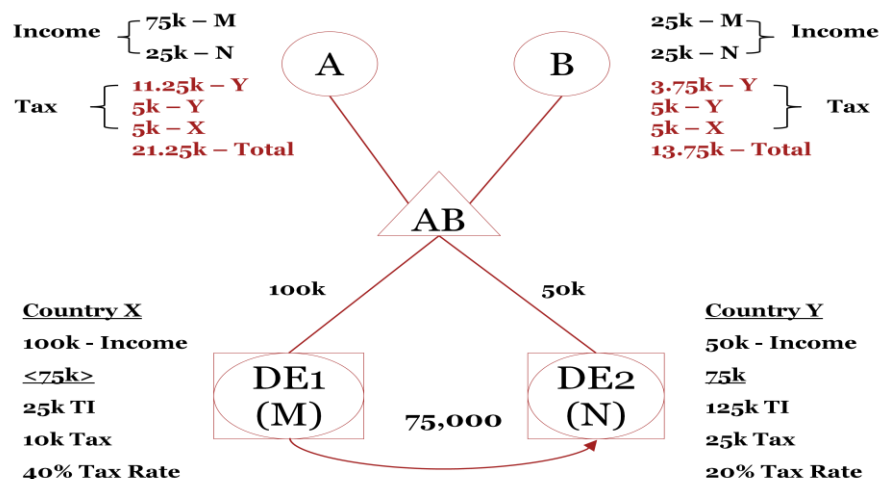 Income
75k – M
25k – N
Tax
11.25k – Y
5k – Y
5k – X
21.25k – Total
A
B
25k – M
25k – N
Income
3.75k – Y
5k – Y
5k – X
Tax
13.75k – Total
AB
100k
50k
Country X
100k - Income
<75k>
25k TI
10k Tax
40% Tax Rate
DE1
(M)
75,000
DE2
(N)
Country Y
50k - Income
75k
125k TI
25k Tax
20% Tax Rate